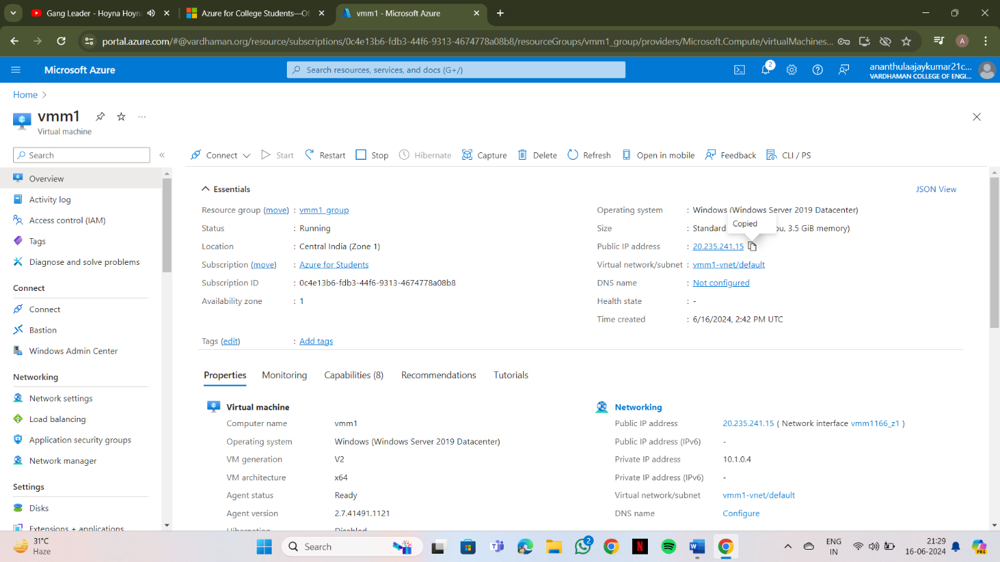 Gang Leader - Hoyna Hoyna
Azure for College Students—Of
vmm1 - Microsoft Azure
portal.azure.com/#@vardhaman.org/resource/subscriptions/0c4e13b6-fdb3-44f6-9313-4674778a08b8/resourceGroups/vmm1_group/providers/Microsoft.Compute/virtualMachines...
A
Microsoft Azure
Search resources, services, and docs (G+/)
2
ananthulaajaykumar21c...
VARDHAMAN COLLEGE OF ENGI...
Home >
vmm1
Virtual machine
Search
Connect
Start
Restart
Stop
Hibernate
Capture
Delete
Refresh
Open in mobile
Feedback
CLI / PS
Overview
Activity log
Access control (IAM)
Tags
Diagnose and solve problems
Connect
Connect
Bastion
Windows Admin Center
Networking
Network settings
Load balancing
Application security groups
Network manager
Settings
Disks
Extensions + applications
Essentials
JSON View
Resource group (move) : vmm1_group
Status : Running
Location : Central India (Zone 1)
Subscription (move) : Azure for Students
Subscription ID : 0c4e13b6-fdb3-44f6-9313-4674778a08b8
Availability zone : 1
Operating system : Windows (Windows Server 2019 Datacenter)
Copied
Size : Standard pu, 3.5 GiB memory)
Public IP address : 20.235.241.15
Virtual network/subnet : vmm1-vnet/default
DNS name : Not configured
Health state : -
Time created : 6/16/2024, 2:42 PM UTC
Tags (edit) : Add tags
Properties Monitoring Capabilities (8) Recommendations Tutorials
Virtual machine
Computer name vmm1
Operating system Windows (Windows Server 2019 Datacenter)
VM generation V2
VM architecture x64
Agent status Ready
Agent version 2.7.41491.1121
Hibernation Disabled
Networking
Public IP address 20.235.241.15 ( Network interface vmm1166_z1 )
Public IP address (IPv6) -
Private IP address 10.1.0.4
Private IP address (IPv6) -
Virtual network/subnet vmm1-vnet/default
DNS name Configure
31°C
Haze
Search
2
ENG
IN
21:29
16-06-2024
PRE